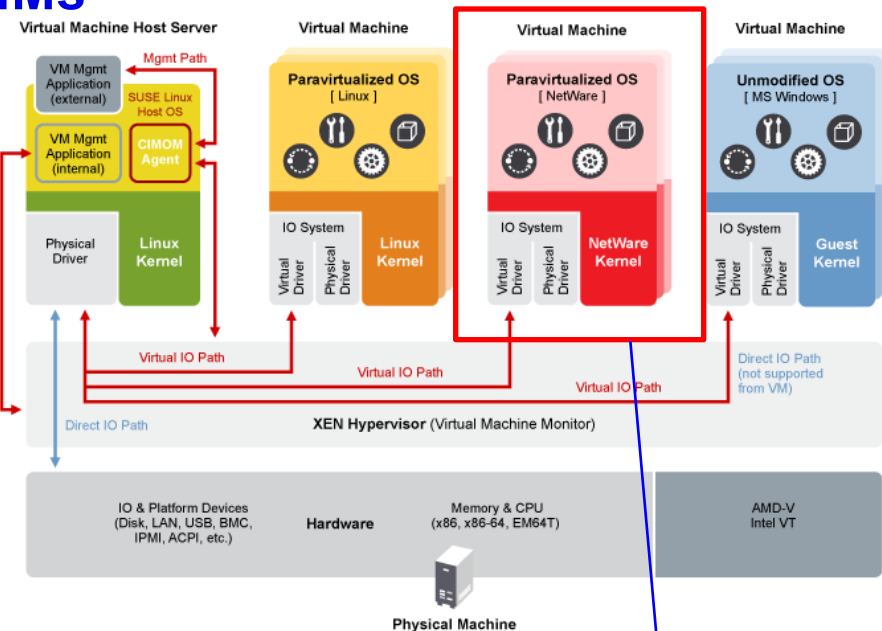 Virtual Machine Host Server
VM Mgmt
Application
(external)
Mgmt Path
SUSE Linux
Host OS
VM Mgmt
Application
(internal)
CIMOM
Agent
Physical
Driver
Linux
Kernel
Virtual Machine
Paravirtualized OS
[ Linux ]
IO System
Virtual
Driver
Physical
Driver
Linux
Kernel
Virtual Machine
Paravirtualized OS
[ NetWare ]
IO System
Virtual
Driver
Physical
Driver
NetWare
Kernel
Virtual Machine
Unmodified OS
[ MS Windows ]
IO System
Virtual
Driver
Physical
Driver
Guest
Kernel
Virtual IO Path
Virtual IO Path
Virtual IO Path
Direct IO Path
(not supported
from VM)
Direct IO Path
XEN Hypervisor (Virtual Machine Monitor)
IO & Platform Devices
(Disk, LAN, USB, BMC,
IPMI, ACPI, etc.)
Hardware
Memory & CPU
(x86, x86-64, EM64T)
AMD-V
Intel VT
Physical Machine